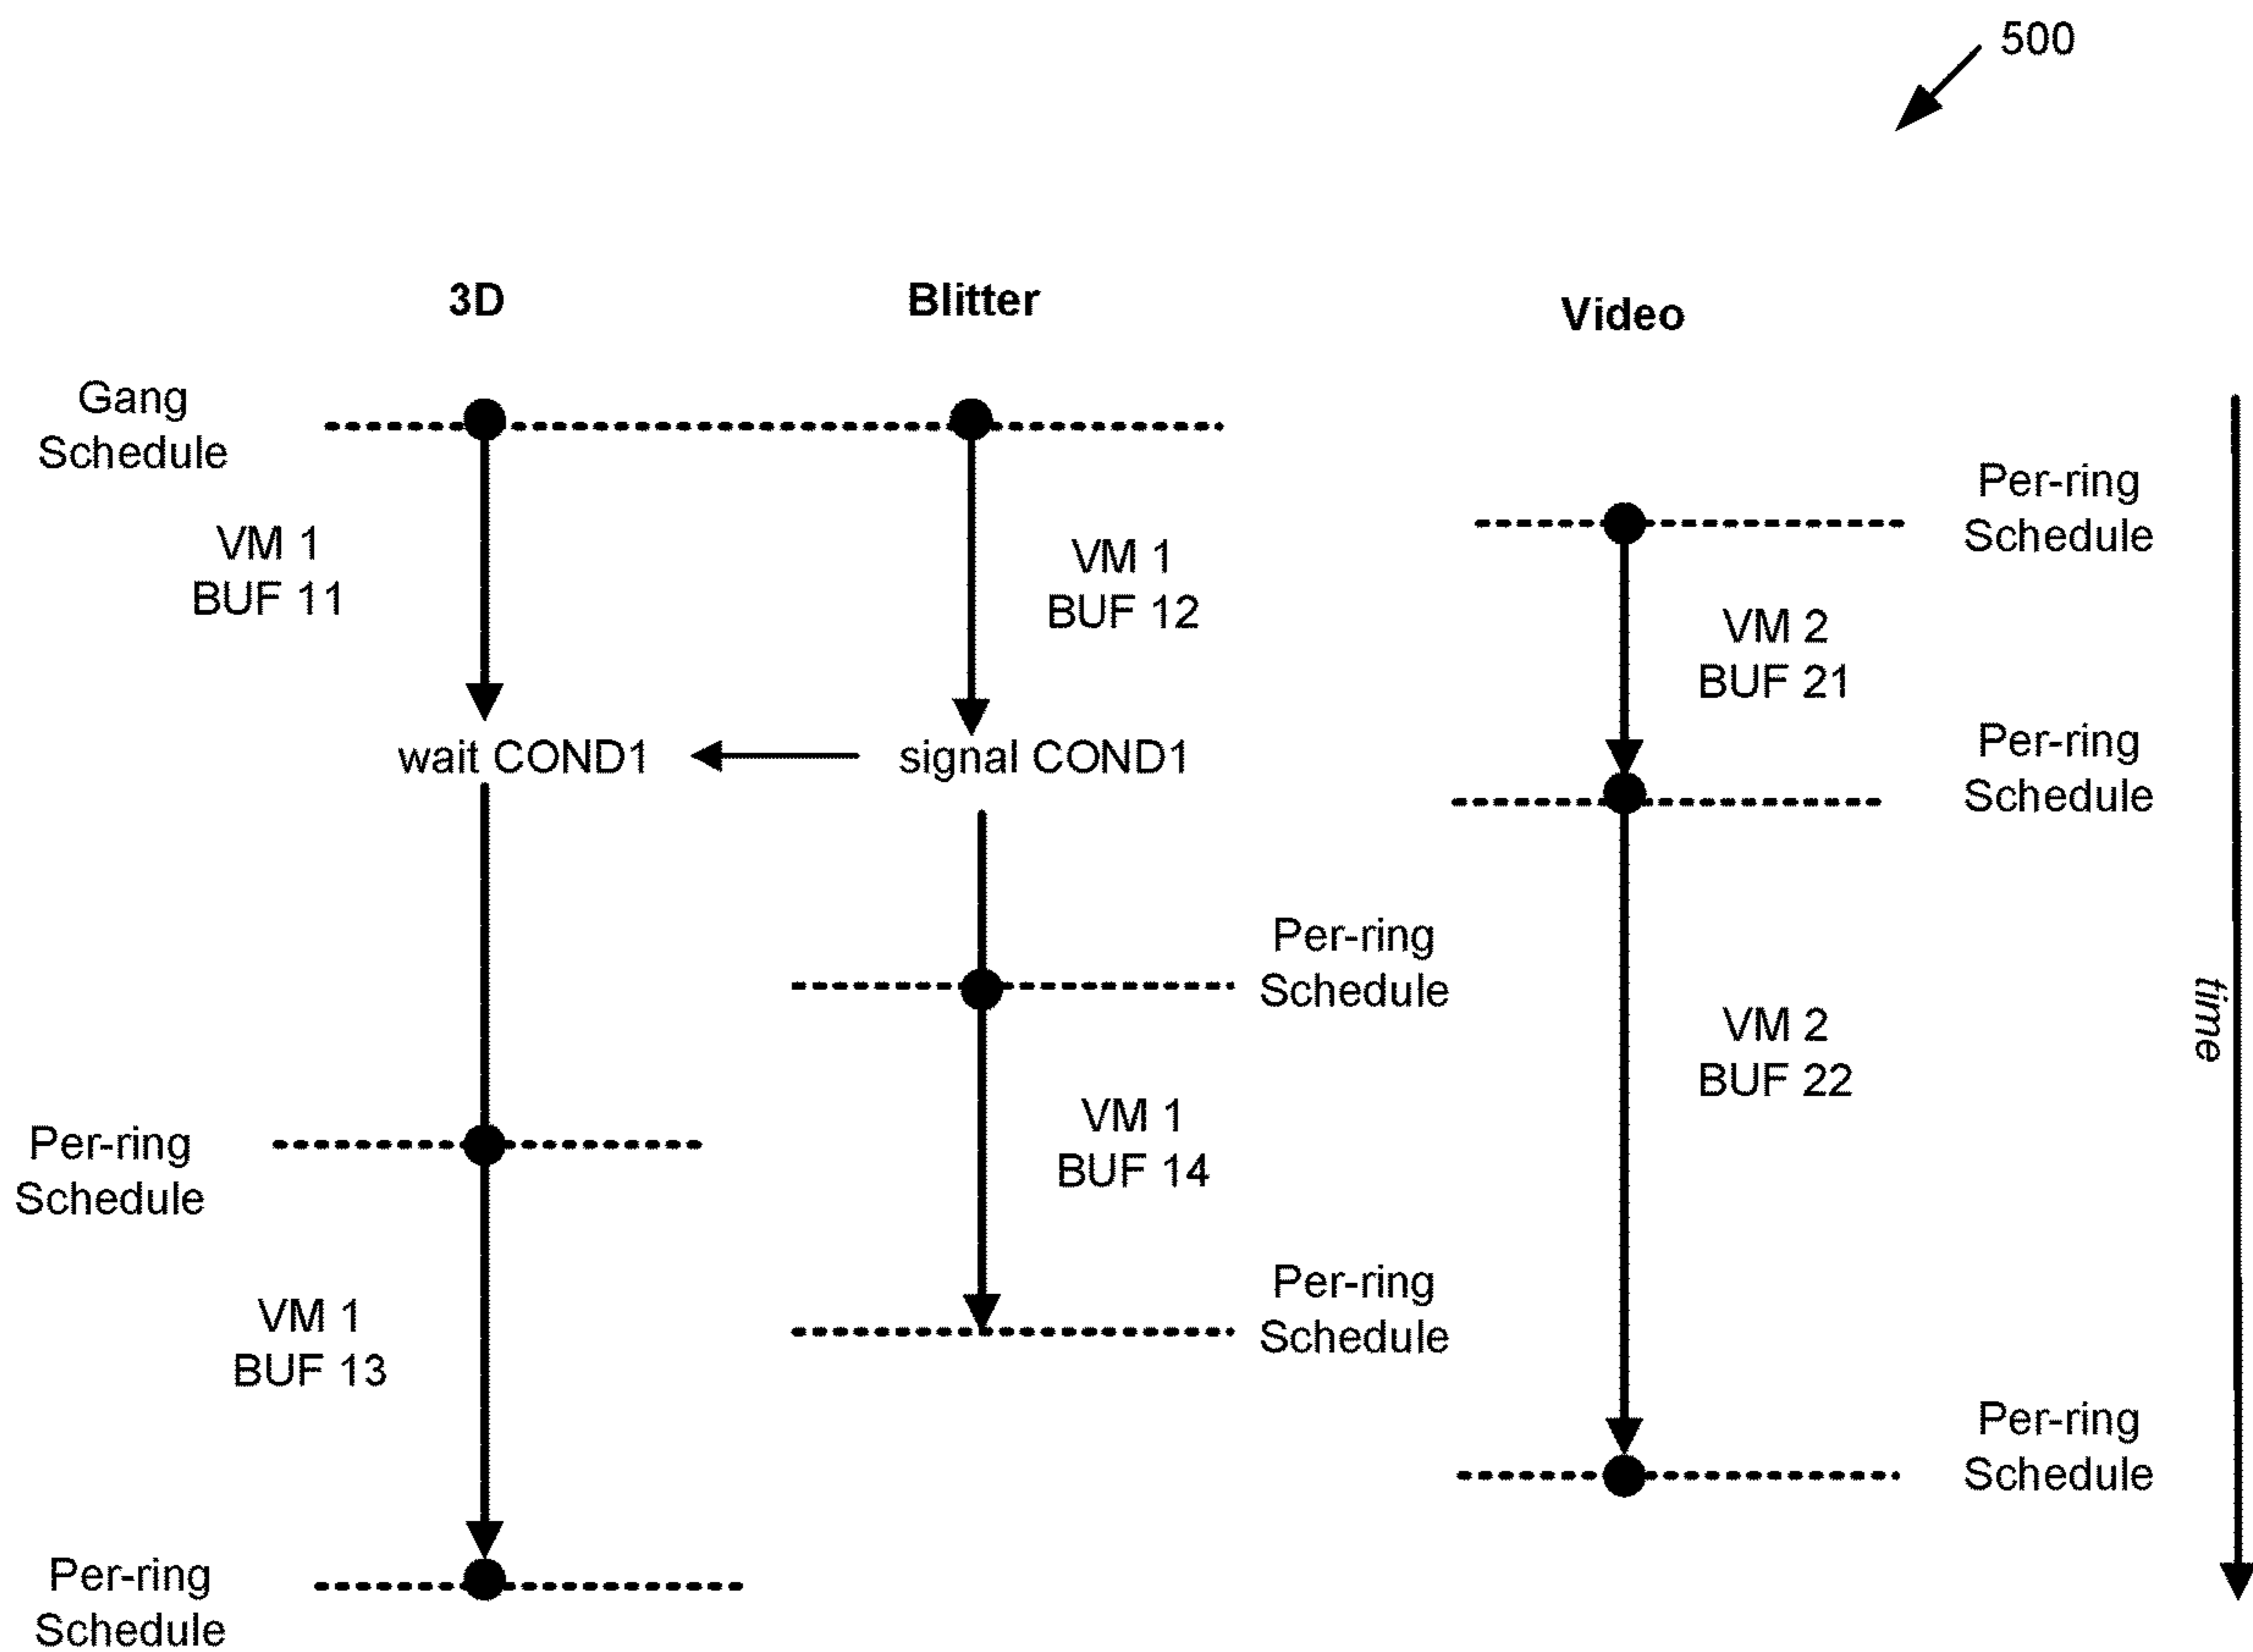 500
3D
Blitter
Video
Gang
Schedule
Per-ring
Schedule
VM 1
BUF 11
VM 1
BUF 12
VM 2
BUF 21
wait COND1
signal COND1
Per-ring
Schedule
Per-ring
Schedule
time
VM 2
BUF 22
Per-ring
Schedule
VM 1
BUF 14
Per-ring
Schedule
VM 1
BUF 13
Per-ring
Schedule
Per-ring
Schedule